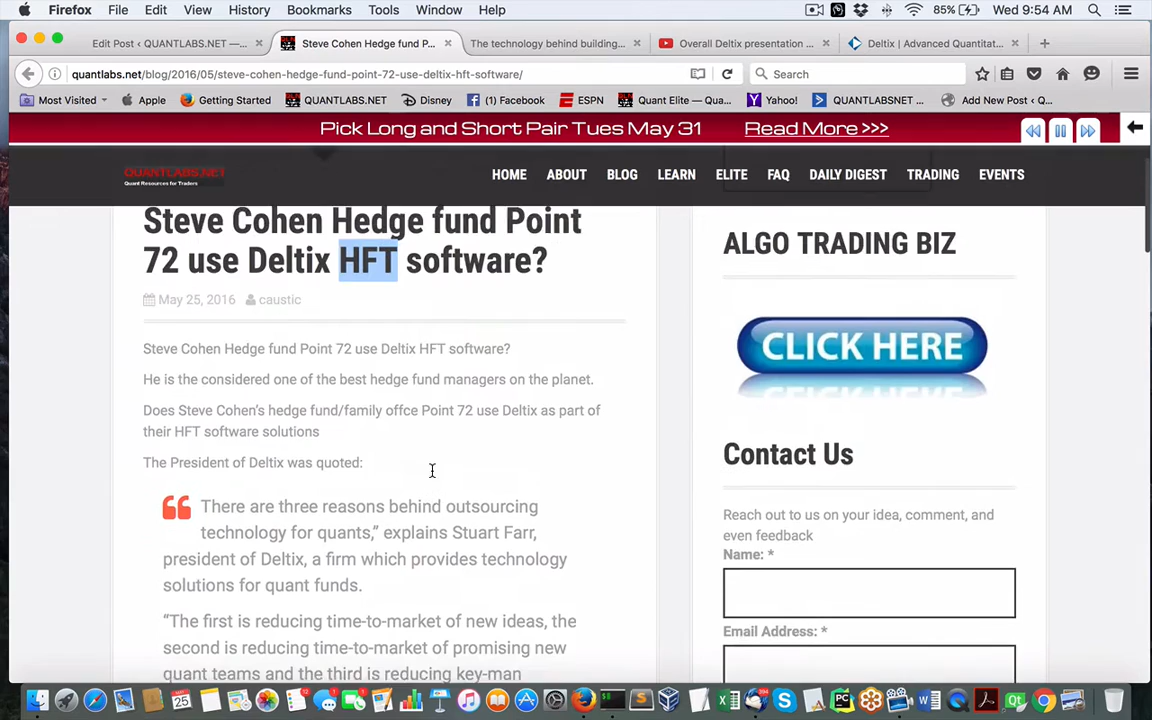 Firefox File Edit View History Bookmarks Tools Window Help 85% Wed 9:54 AM
Edit Post ‹ QUANTLABS.NET —... × Steve Cohen Hedge fund P... × The technology behind building... × Overall Deltix presentation ... × Deltix | Advanced Quantitat... × +
quantlabs.net/blog/2016/05/steve-cohen-hedge-fund-point-72-use-deltix-hft-software/ Search
Most Visited Apple Getting Started QUANTLABS.NET Disney (1) Facebook ESPN Quant Elite — Qua... Yahoo! QUANTLABSNET ... Add New Post ‹ Q...
Pick Long and Short Pair Tues May 31 Read More >>>
QUANTLABS.NET
Quant Resources for Traders
HOME ABOUT BLOG LEARN ELITE FAQ DAILY DIGEST TRADING EVENTS
Steve Cohen Hedge fund Point
72 use Deltix HFT software?
May 25, 2016 caustic
Steve Cohen Hedge fund Point 72 use Deltix HFT software?
He is the considered one of the best hedge fund managers on the planet.
Does Steve Cohen's hedge fund/family offce Point 72 use Deltix as part of
their HFT software solutions
The President of Deltix was quoted:
There are three reasons behind outsourcing
technology for quants,” explains Stuart Farr,
president of Deltix, a firm which provides technology
solutions for quant funds.
“The first is reducing time-to-market of new ideas, the
second is reducing time-to-market of promising new
quant teams and the third is reducing key-man
ALGO TRADING BIZ
CLICK HERE
Contact Us
Reach out to us on your idea, comment, and
even feedback
Name: *
Email Address: *